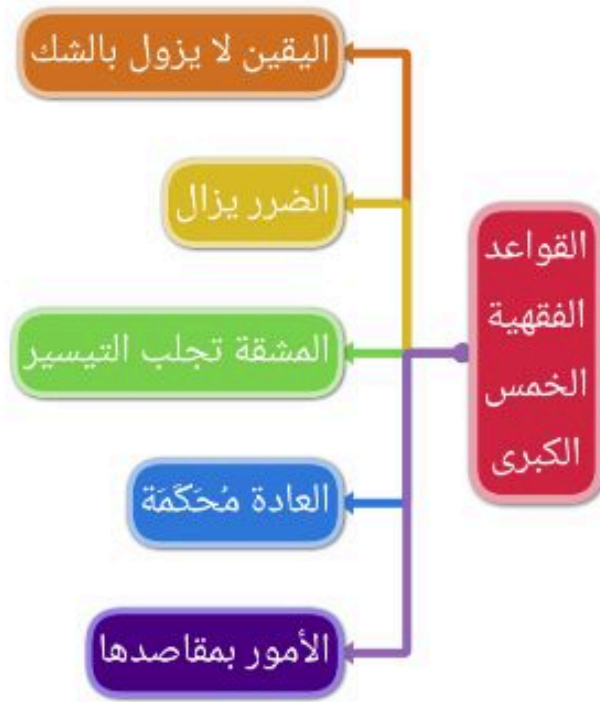 القواعد
الفقهية
الخمس
الكبرى
اليقين لا يزول بالشك
الضرر يزال
المشقة تجلب التيسير
العادة مُحَكَّمَة
الأمور بمقاصدها